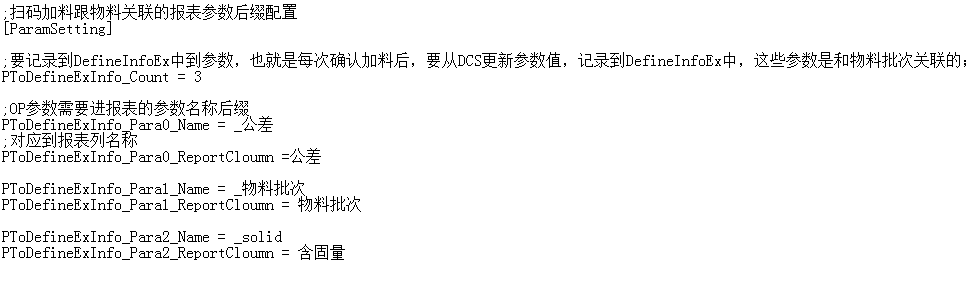 ;扫码加料跟物料关联的报表参数后缀配置
[ParamSetting]
;要记录到DefineInfoEx中到参数，也就是每次确认加料后，要从DCS更新参数值，记录到DefineInfoEx中，这些参数是和物料批次关联的；
PToDefineExInfo_Count = 3
;OP参数需要进报表的参数名称后缀
PToDefineExInfo_Para0_Name = _公差
;对应到报表列名称
PToDefineExInfo_Para0_ReportCloumn =公差
PToDefineExInfo_Para1_Name = _物料批次
PToDefineExInfo_Para1_ReportCloumn = 物料批次
PToDefineExInfo_Para2_Name = _solid
PToDefineExInfo_Para2_ReportCloumn = 含固量